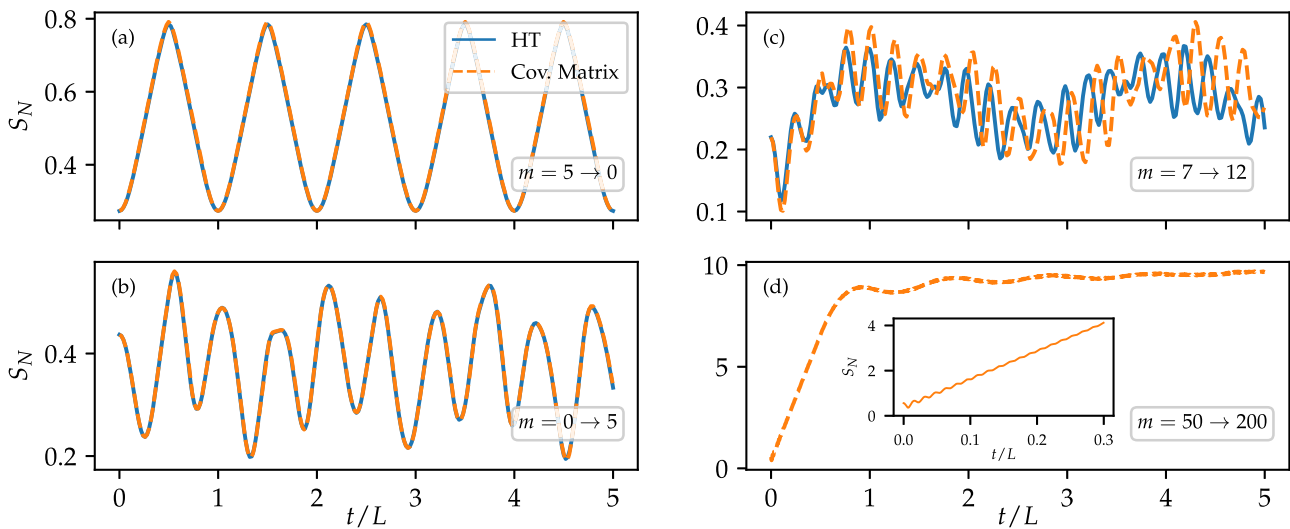 (a)
HT
Cov. Matrix
0.8
0.6
0.4
S_N
m = 5 → 0
(b)
0.4
0.2
S_N
m = 0 → 5
0 1 2 3 4 5
t/L
(c)
0.4
0.3
0.2
0.1
m = 7 → 12
(d)
10
5
0
4
2
0
S_N
0.0 0.1 0.2 0.3
t/L
m = 50 → 200
0 1 2 3 4 5
t/L